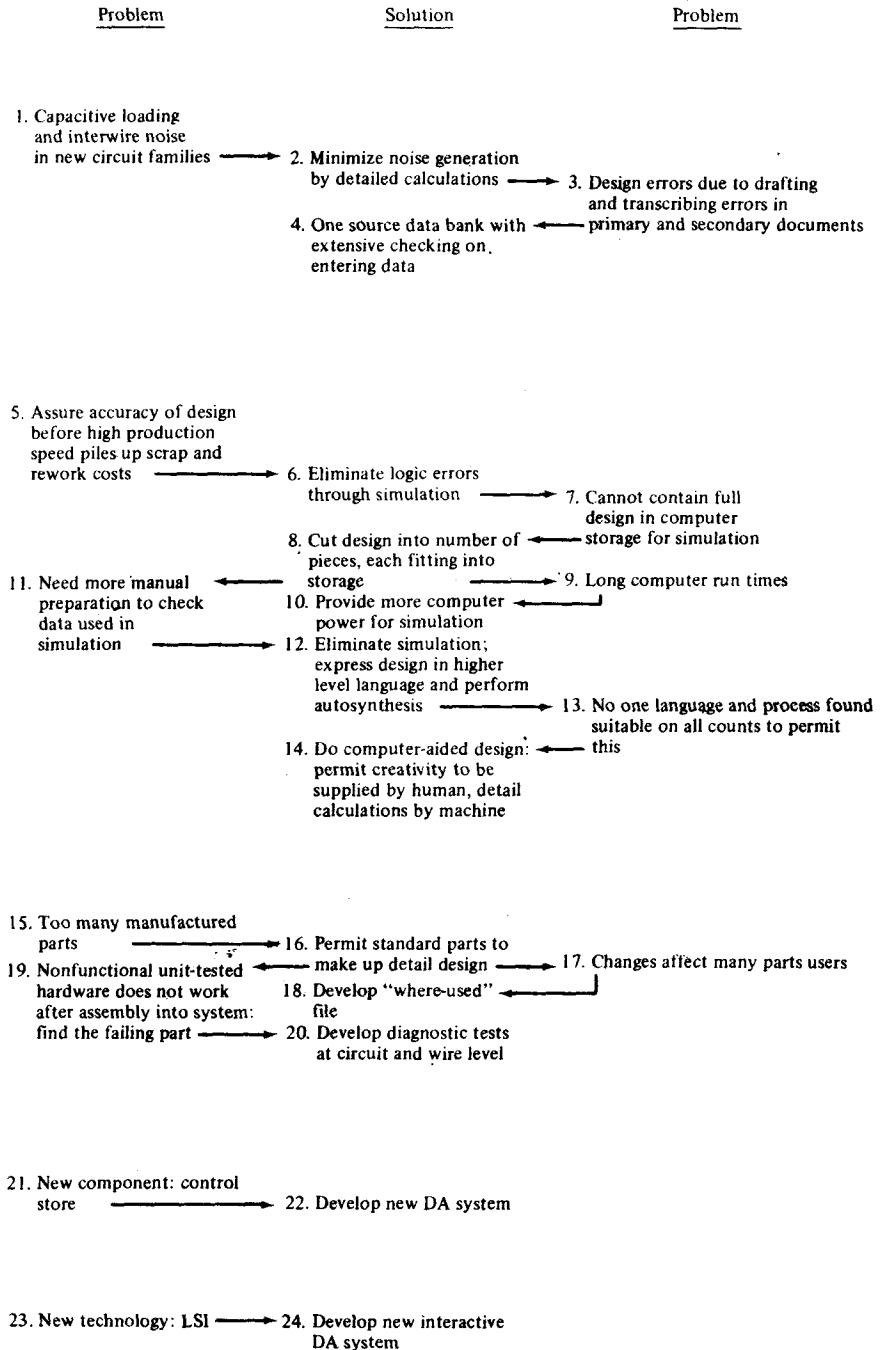 Problem
Solution
Problem
1. Capacitive loading
and interwire noise
in new circuit families
2. Minimize noise generation
by detailed calculations
3. Design errors due to drafting
and transcribing errors in
primary and secondary documents
4. One source data bank with
extensive checking on
entering data
5. Assure accuracy of design
before high production
speed piles up scrap and
rework costs
6. Eliminate logic errors
through simulation
7. Cannot contain full
design in computer
storage for simulation
8. Cut design into number of
pieces, each fitting into
storage
9. Long computer run times
10. Provide more computer
power for simulation
11. Need more manual
preparation to check
data used in
simulation
12. Eliminate simulation;
express design in higher
level language and perform
autosynthesis
13. No one language and process found
suitable on all counts to permit
this
14. Do computer-aided design:
permit creativity to be
supplied by human, detail
calculations by machine
15. Too many manufactured
parts
16. Permit standard parts to
make up detail design
17. Changes affect many parts users
18. Develop "where-used"
file
19. Nonfunctional unit-tested
hardware does not work
after assembly into system:
find the failing part
20. Develop diagnostic tests
at circuit and wire level
21. New component: control
store
22. Develop new DA system
23. New technology: LSI
24. Develop new interactive
DA system